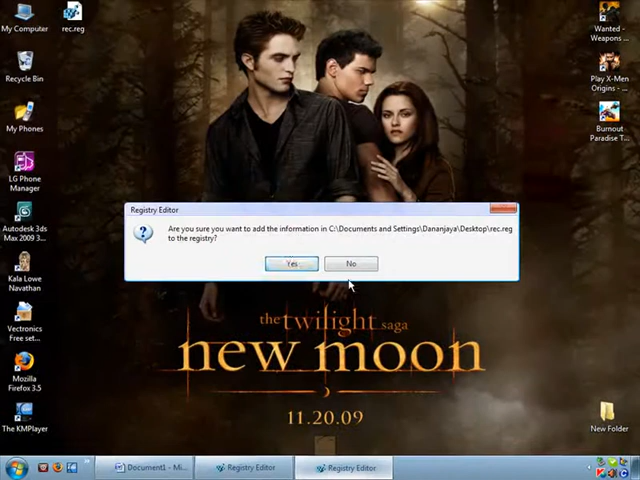 My Computer
rec.reg
Recycle Bin
My Phones
LG Phone
Manager
Autodesk 3ds
Max 2009 3...
Kala Lowe
Navathan
Vectronics
Free set...
Mozilla
Firefox 3.5
The KMPlayer
Wanted -
Weapons ...
Play X-Men
Origins - ...
Burnout
Paradise T...
New Folder
Registry Editor
Are you sure you want to add the information in C:\Documents and Settings\Dananjaya\Desktop\rec.reg
to the registry?
Yes
No
the twilight saga
new moon
11.20.09
Document1 - Mi...
Registry Editor
Registry Editor